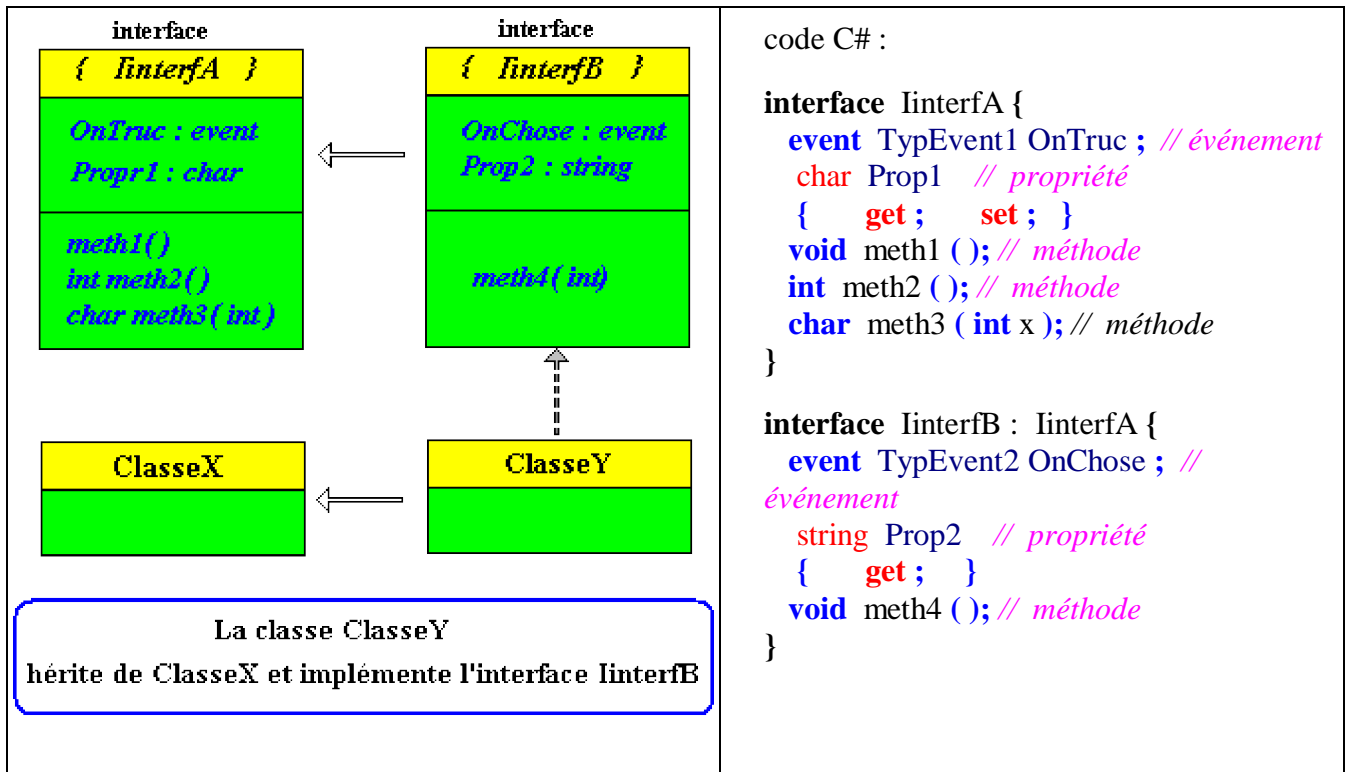 interface
{ IinterfA }
OnTruc : event
Propr1 : char
meth1()
int meth2()
char meth3( int )
interface
{ IinterfB }
OnChose : event
Prop2 : string
meth4( int)
ClasseX
ClasseY
La classe ClasseY
hérite de ClasseX et implémente l'interface IinterfB
code C# :
interface IinterfA {
event TypEvent1 OnTruc ; // événement
char Prop1 // propriété
{ get ; set ; }
void meth1 ( ); // méthode
int meth2 ( ); // méthode
char meth3 ( int x ); // méthode
}
interface IinterfB : IinterfA {
event TypEvent2 OnChose ; //
événement
string Prop2 // propriété
{ get ; }
void meth4 ( ); // méthode
}